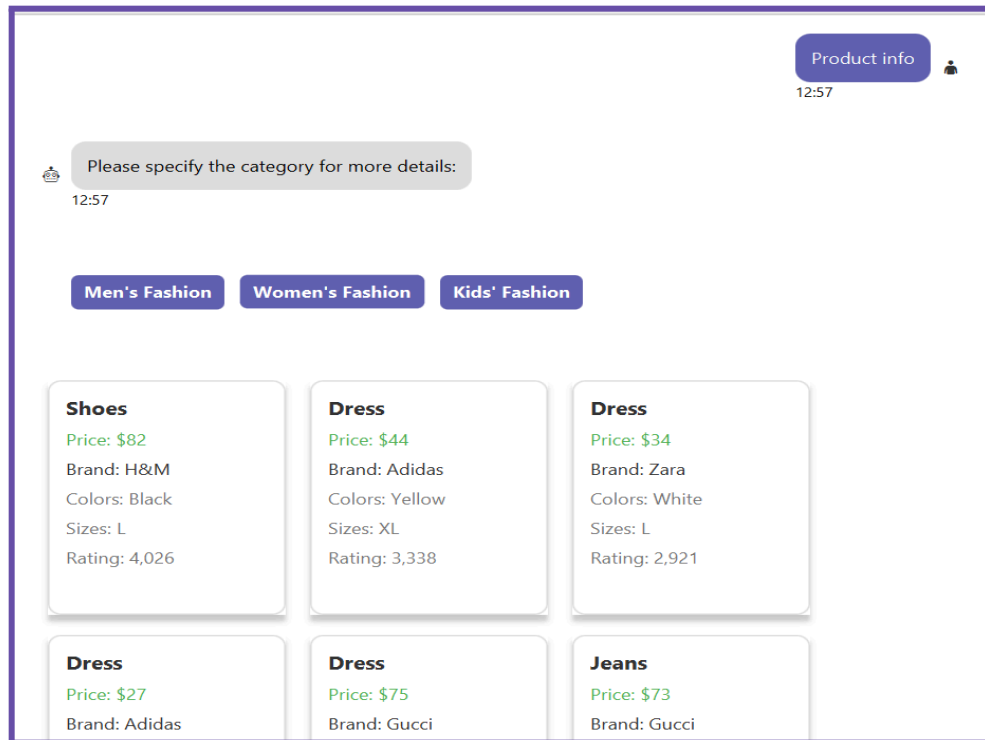 Product info
12:57
Please specify the category for more details:
12:57
Men's Fashion Women's Fashion Kids' Fashion
Shoes
Price: $82
Brand: H&M
Colors: Black
Sizes: L
Rating: 4,026
Dress
Price: $44
Brand: Adidas
Colors: Yellow
Sizes: XL
Rating: 3,338
Dress
Price: $34
Brand: Zara
Colors: White
Sizes: L
Rating: 2,921
Dress
Price: $27
Brand: Adidas
Dress
Price: $75
Brand: Gucci
Jeans
Price: $73
Brand: Gucci